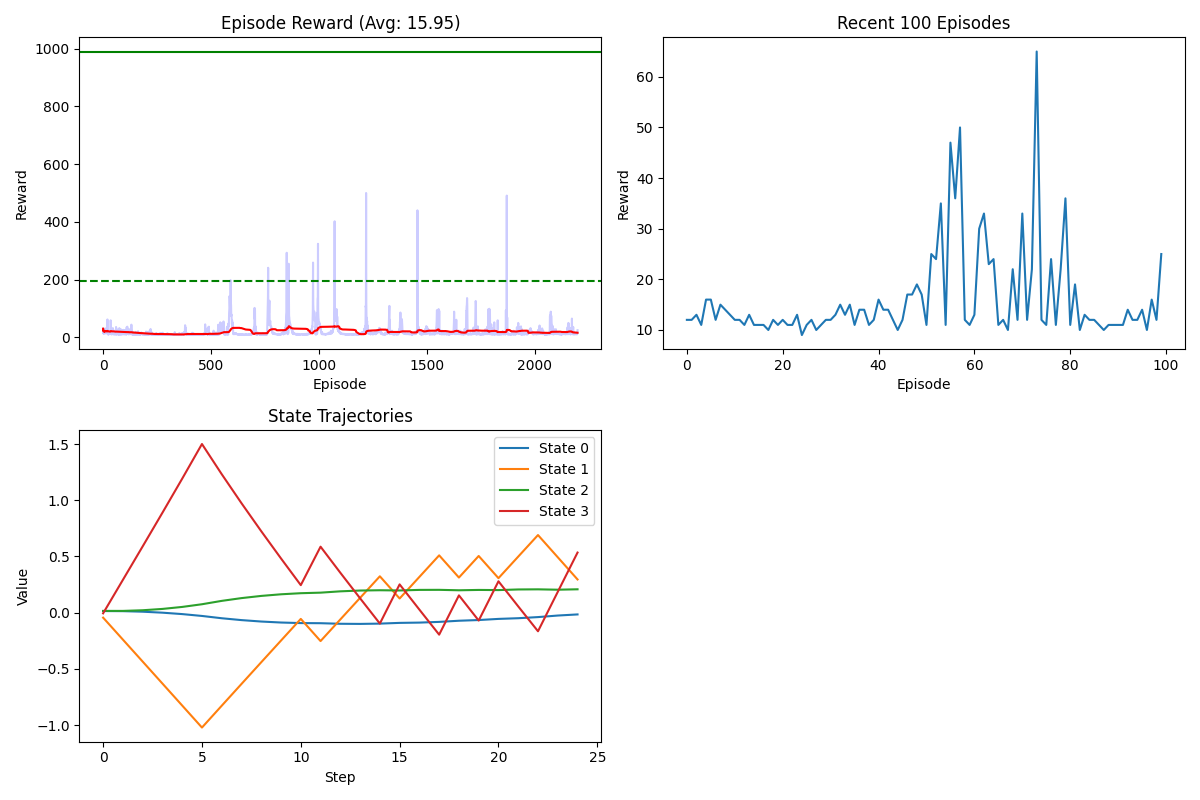 Episode Reward (Avg: 15.95)
Reward
1000
800
600
400
200
0
0 500 1000 1500 2000
Episode
Recent 100 Episodes
Reward
60
50
40
30
20
10
0 20 40 60 80 100
Episode
State Trajectories
Value
1.5
1.0
0.5
0.0
−0.5
−1.0
State 0
State 1
State 2
State 3
0 5 10 15 20 25
Step